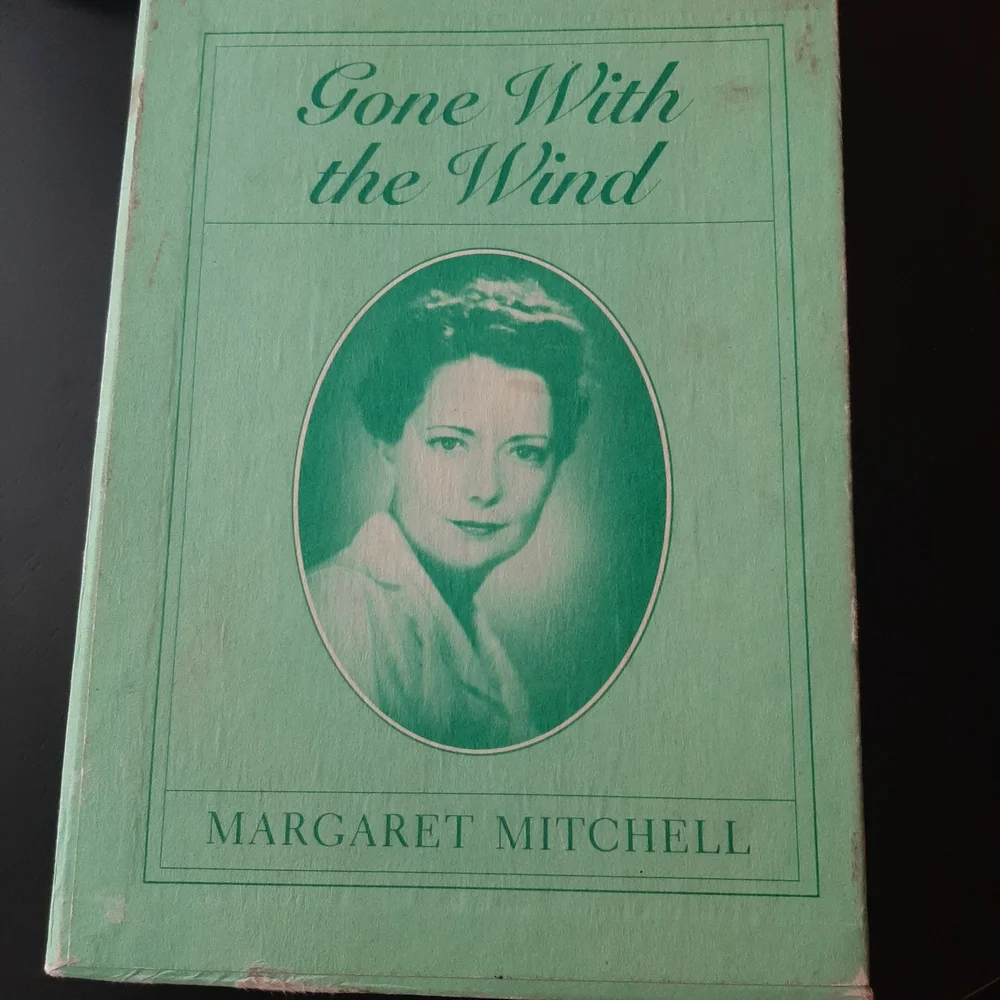 Gone With
the Wind
MARGARET MITCHELL